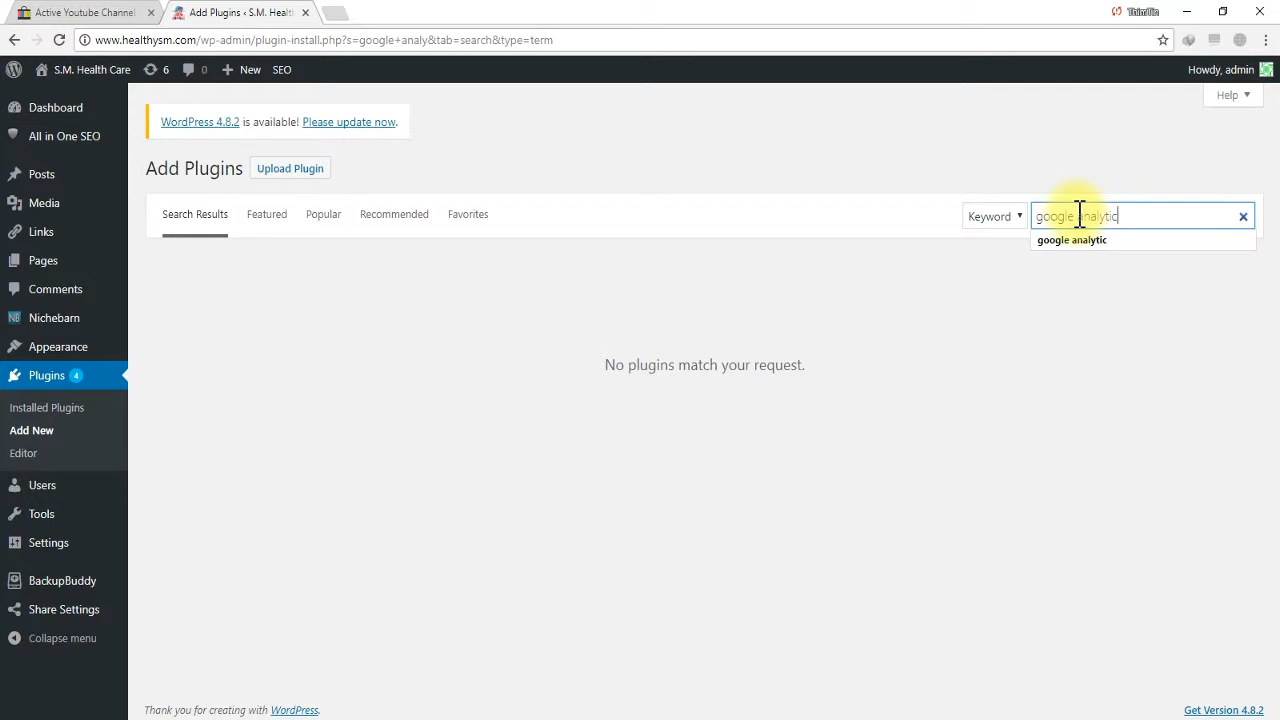 Active Youtube Channel
Add Plugins ‹ S.M. Healt
ThimTin
www.healthysm.com/wp-admin/plugin-install.php?s=google+analy&tab=search&type=term
S.M. Health Care
6
0
New
SEO
Howdy, admin
Help
WordPress 4.8.2 is available! Please update now.
Add Plugins
Upload Plugin
Search Results
Featured
Popular
Recommended
Favorites
Keyword
google analytic
google analytic
No plugins match your request.
Dashboard
All in One SEO
Posts
Media
Links
Pages
Comments
NB Nichebarn
Appearance
Plugins 4
Installed Plugins
Add New
Editor
Users
Tools
Settings
BackupBuddy
Share Settings
Collapse menu
Thank you for creating with WordPress.
Get Version 4.8.2